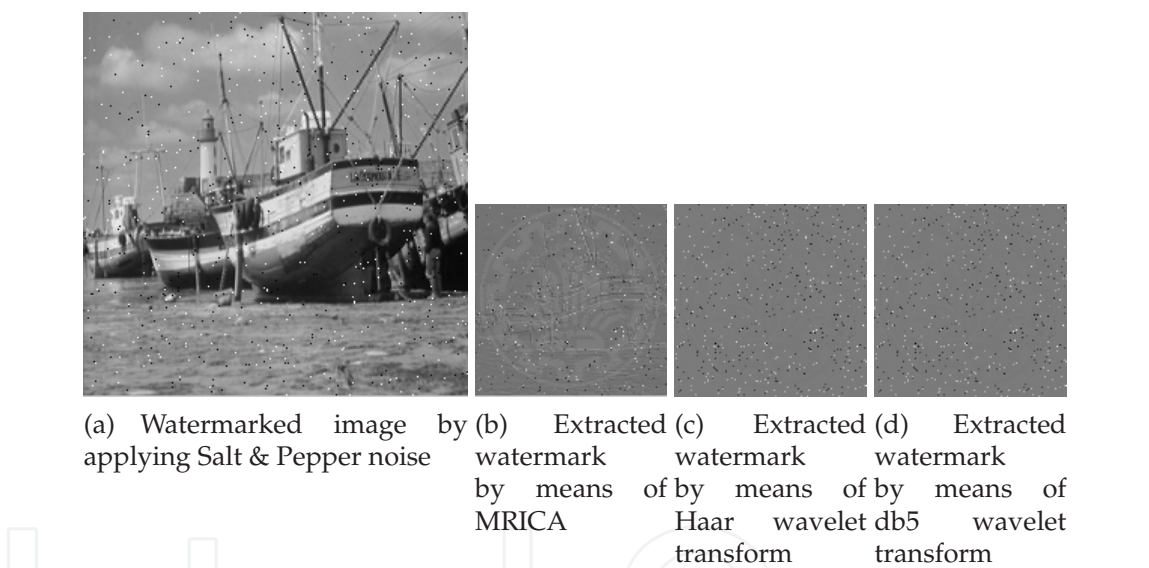 (a) Watermarked image by
applying Salt & Pepper noise
(b) Extracted
watermark
by means of
MRICA
(c) Extracted
watermark
by means of
Haar wavelet
transform
(d) Extracted
watermark
by means of
db5 wavelet
transform